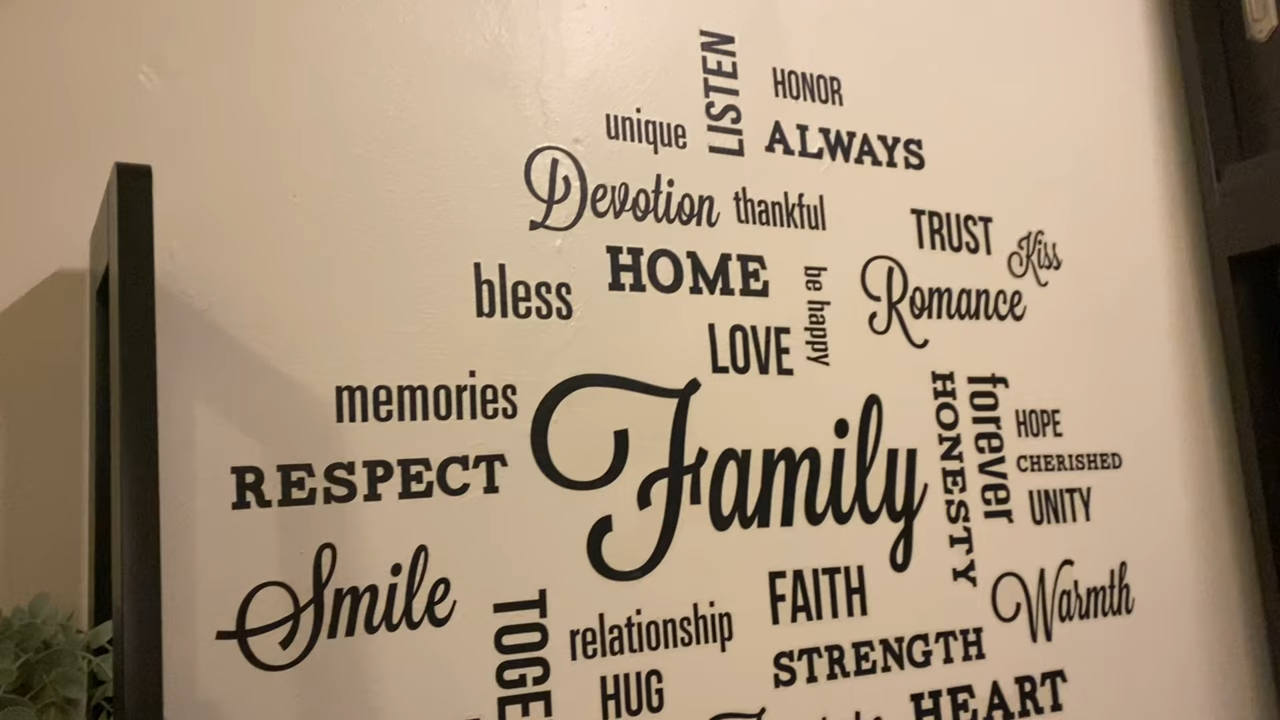 LISTEN
HONOR
unique
ALWAYS
Devotion
thankful
TRUST
Kiss
bless
HOME
be happy
Romance
LOVE
memories
Family
HONESTY
forever
HOPE
CHERISHED
UNITY
RESPECT
Smile
TOGE
relationship
FAITH
Warmth
STRENGTH
HUG
HEART